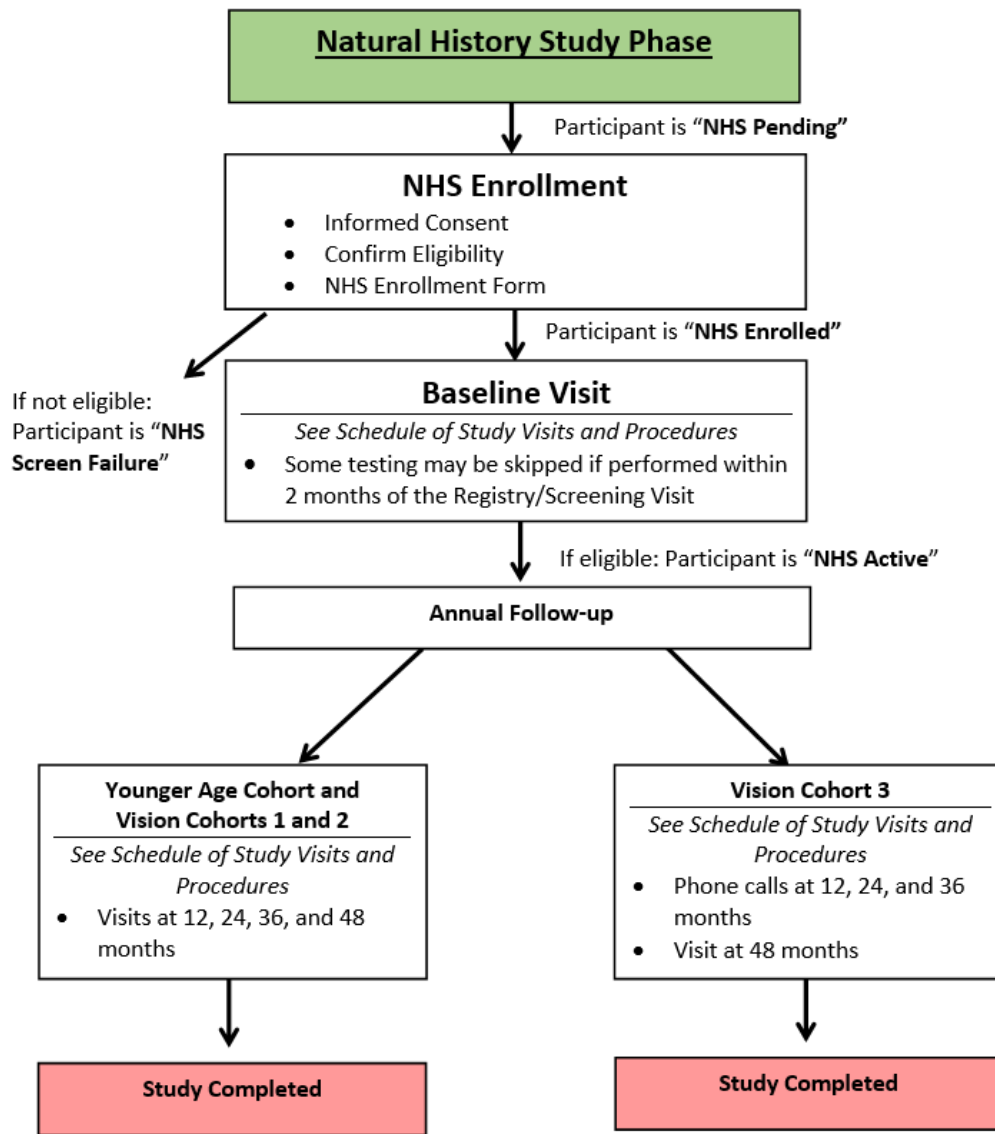 Natural History Study Phase
Participant is “NHS Pending”
NHS Enrollment
• Informed Consent
• Confirm Eligibility
• NHS Enrollment Form
Participant is “NHS Enrolled”
If not eligible:
Participant is “NHS
Screen Failure”
Baseline Visit
See Schedule of Study Visits and Procedures
• Some testing may be skipped if performed within
2 months of the Registry/Screening Visit
If eligible: Participant is “NHS Active”
Annual Follow-up
Younger Age Cohort and
Vision Cohorts 1 and 2
See Schedule of Study Visits and
Procedures
• Visits at 12, 24, 36, and 48
months
Vision Cohort 3
See Schedule of Study Visits and
Procedures
• Phone calls at 12, 24, and 36
months
• Visit at 48 months
Study Completed
Study Completed